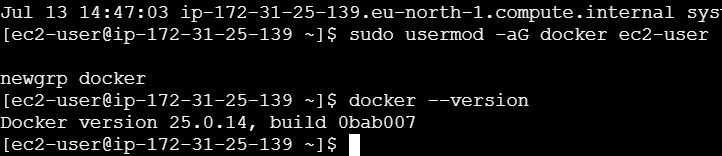 Jul 13 14:47:03 ip-172-31-25-139.eu-north-1.compute.internal sys
[ec2-user@ip-172-31-25-139 ~]$ sudo usermod -aG docker ec2-user
newgrp docker
[ec2-user@ip-172-31-25-139 ~]$ docker --version
Docker version 25.0.14, build 0bab007
[ec2-user@ip-172-31-25-139 ~]$